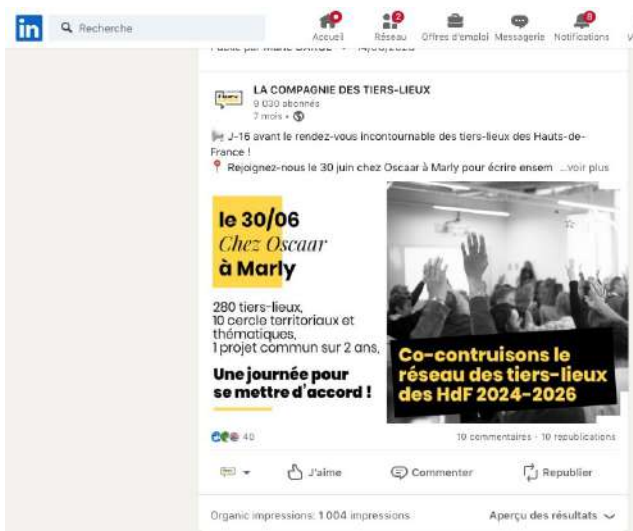 in
Recherche
Accueil
2
Réseau
Offres d'emploi
Messagerie
8
Notifications
LA COMPAGNIE DES TIERS-LIEUX
9 030 abonnés
7 mois •
J-16 avant le rendez-vous incontournable des tiers-lieux des Hauts-de-
France !
Rejoignez-nous le 30 juin chez Oscaar à Marly pour écrire ensem ...voir plus
le 30/06
Chez Oscaar
à Marly
280 tiers-lieux,
10 cercle territoriaux et
thématiques,
1 projet commun sur 2 ans,
Une journée pour
se mettre d'accord !
Co-contruisons le
réseau des tiers-lieux
des HdF 2024-2026
40
10 commentaires · 10 republications
J'aime
Commenter
Republier
Organic impressions: 1 004 impressions
Aperçu des résultats